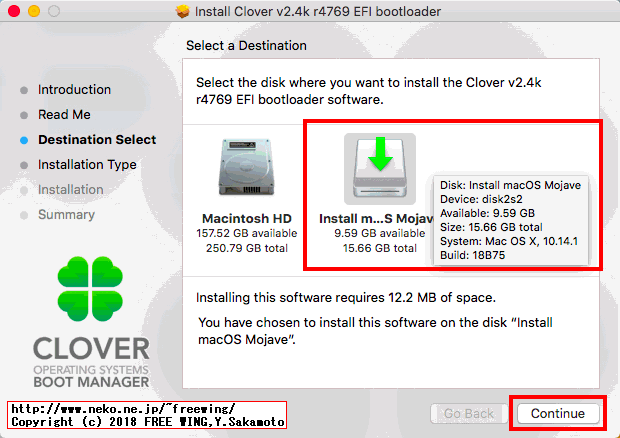 Install Clover v2.4k r4769 EFI bootloader
Select a Destination
Introduction
Read Me
Destination Select
Installation Type
Installation
Summary
Select the disk where you want to install the Clover v2.4k
r4769 EFI bootloader software.
Macintosh HD
157.52 GB available
250.79 GB total
Install m...S Mojave
9.59 GB available
15.66 GB total
Disk: Install macOS Mojave
Device: disk2s2
Available: 9.59 GB
Size: 15.66 GB total
System: Mac OS X, 10.14.1
Build: 18B75
Installing this software requires 12.2 MB of space.
You have chosen to install this software on the disk “Install
macOS Mojave”.
CLOVER
OPERATING SYSTEMS
BOOT MANAGER
http://www.neko.ne.jp/~freewing/
Copyright (c) 2018 FREE WING,Y.Sakamoto
Go Back
Continue